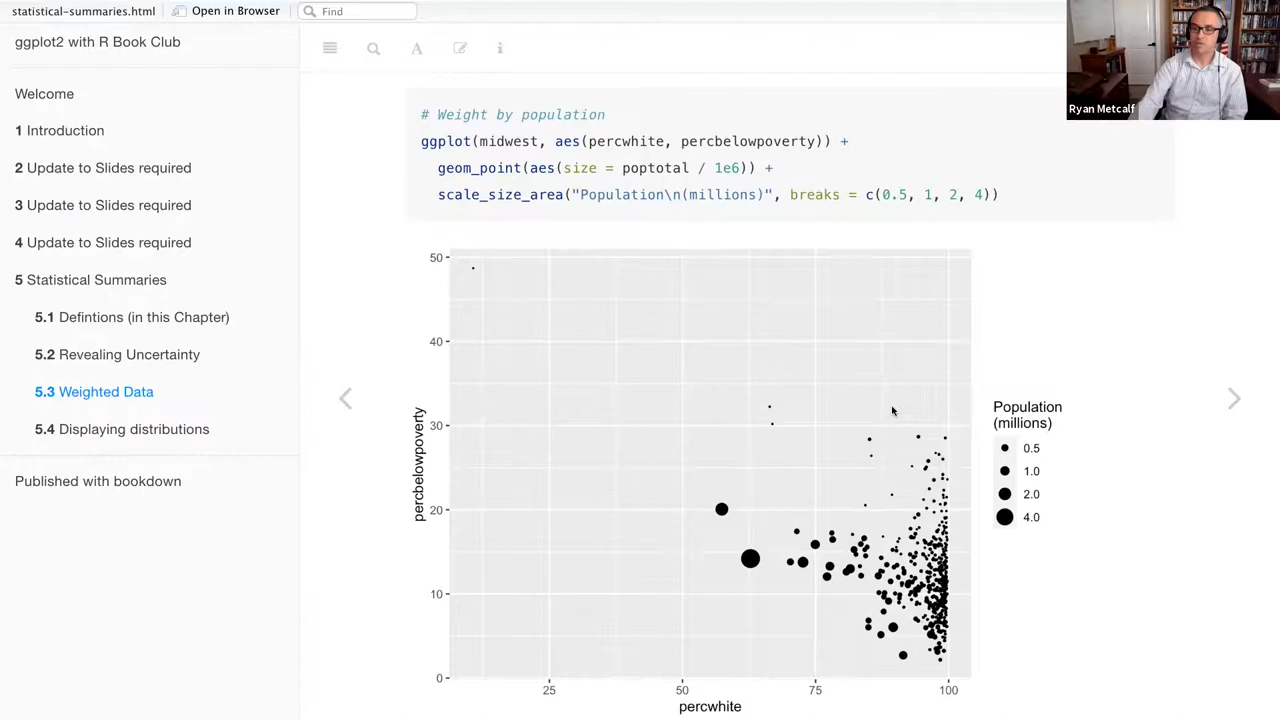 statistical-summaries.html
Open in Browser
Find
ggplot2 with R Book Club
Welcome
1 Introduction
2 Update to Slides required
3 Update to Slides required
4 Update to Slides required
5 Statistical Summaries
5.1 Defintions (in this Chapter)
5.2 Revealing Uncertainty
5.3 Weighted Data
5.4 Displaying distributions
Published with bookdown
A
i
Ryan Metcalf
# Weight by population
ggplot(midwest, aes(percwhite, percbelowpoverty)) +
geom_point(aes(size = poptotal / 1e6)) +
scale_size_area("Population\n(millions)", breaks = c(0.5, 1, 2, 4))
50
40
30
20
10
0
percbelowpoverty
25 50 75 100
percwhite
Population
(millions)
0.5
1.0
2.0
4.0